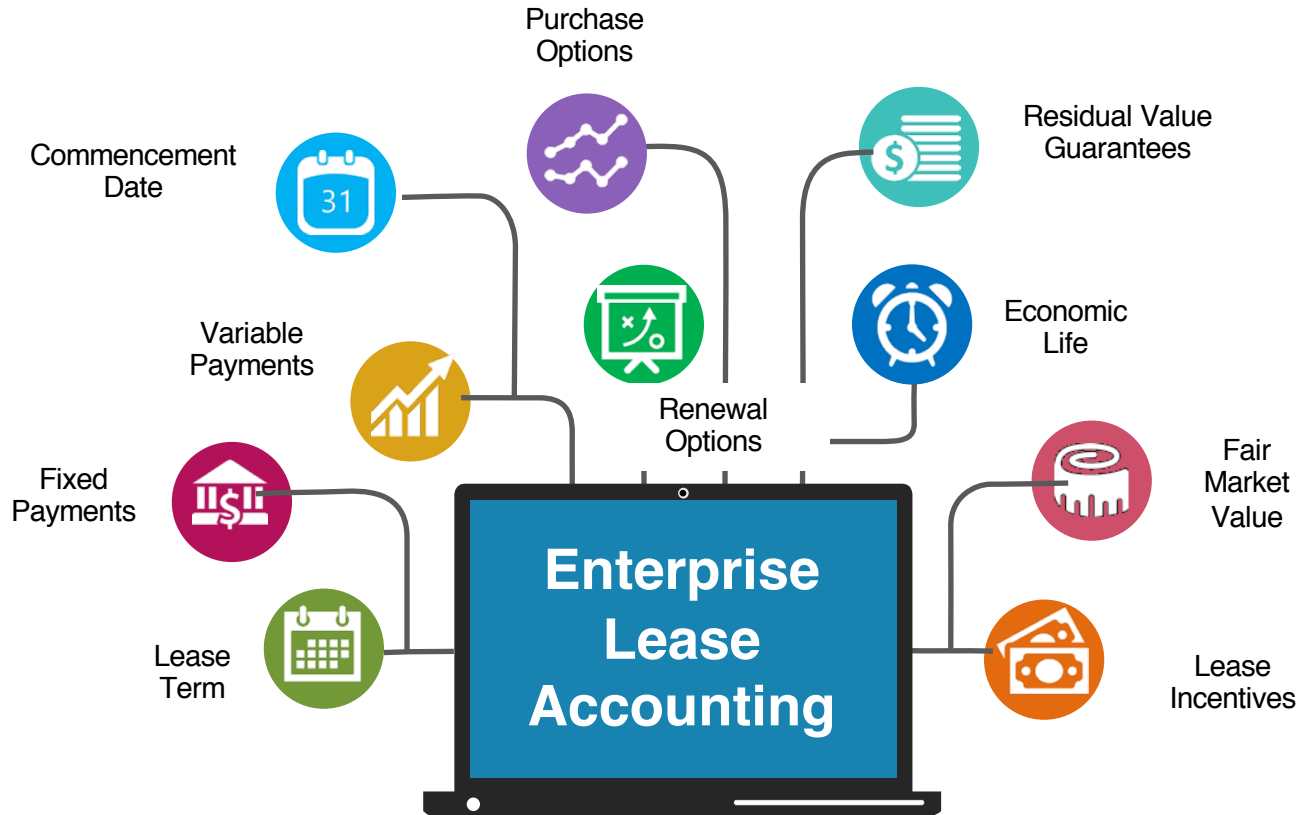 Purchase
Options
Residual Value
Guarantees
Commencement
Date
31
$
Economic
Life
Variable
Payments
Renewal
Options
Fair
Market
Value
Fixed
Payments
$
Enterprise
Lease
Accounting
Lease
Term
Lease
Incentives